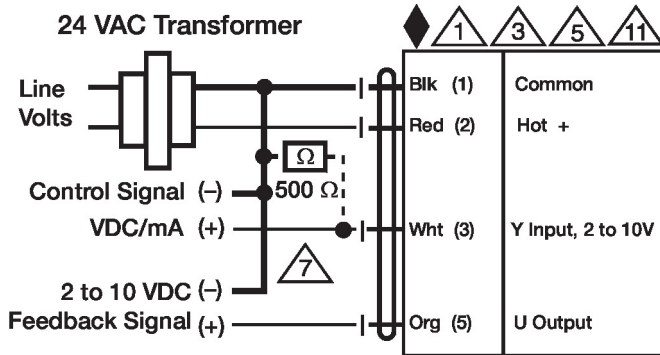 24 VAC Transformer
1 3 5 11
Line
Volts
Blk (1) Common
Red (2) Hot +
Ω
500 Ω
Control Signal (–)
VDC/mA (+)
Wht (3) Y Input, 2 to 10V
7
2 to 10 VDC (–)
Feedback Signal (+)
Org (5) U Output